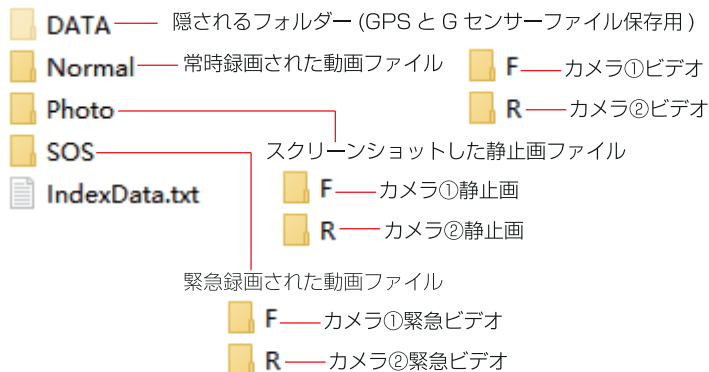 DATA 隠されるフォルダー (GPS と G センサーファイル保存用 )
Normal 常時録画された動画ファイル
F カメラ①ビデオ
R カメラ②ビデオ
Photo
SOS
スクリーンショットした静止画ファイル
IndexData.txt
F カメラ①静止画
R カメラ②静止画
緊急録画された動画ファイル
F カメラ①緊急ビデオ
R カメラ②緊急ビデオ